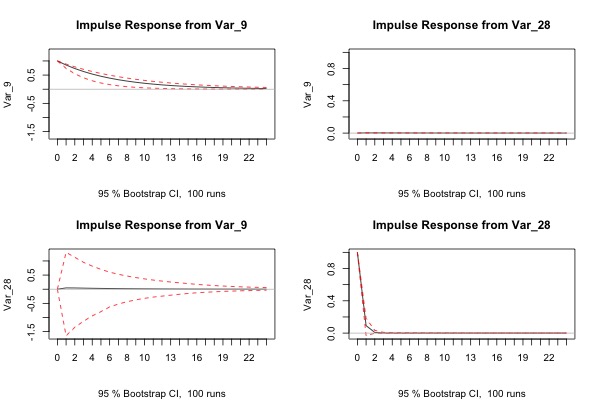 Impulse Response from Var_9
Var_9
0.5
-0.5
-1.5
0 2 4 6 8 10 13 16 19 22
95 % Bootstrap CI, 100 runs
Impulse Response from Var_28
Var_9
0.8
0.4
0.0
0 2 4 6 8 10 13 16 19 22
95 % Bootstrap CI, 100 runs
Impulse Response from Var_9
Var_28
0.5
-0.5
-1.5
0 2 4 6 8 10 13 16 19 22
95 % Bootstrap CI, 100 runs
Impulse Response from Var_28
Var_28
0.8
0.4
0.0
0 2 4 6 8 10 13 16 19 22
95 % Bootstrap CI, 100 runs